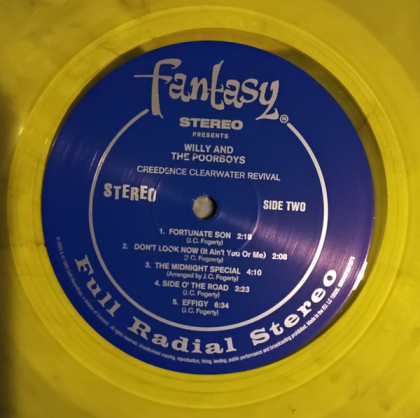 fantasy
STEREO
PRESENTS
WILLY AND
THE POORBOYS
CREEDENCE CLEARWATER REVIVAL
STEREO
SIDE TWO
1. FORTUNATE SON 2:18
(J.C. Fogerty)
2. DON'T LOOK NOW (It Ain't You Or Me) 2:08
(J.C. Fogerty)
3. THE MIDNIGHT SPECIAL 4:10
(Arranged by J.C. Fogerty)
4. SIDE O' THE ROAD 3:23
(J.C. Fogerty)
5. EFFIGY 6:34
(J.C. Fogerty)
Full Radial Stereo